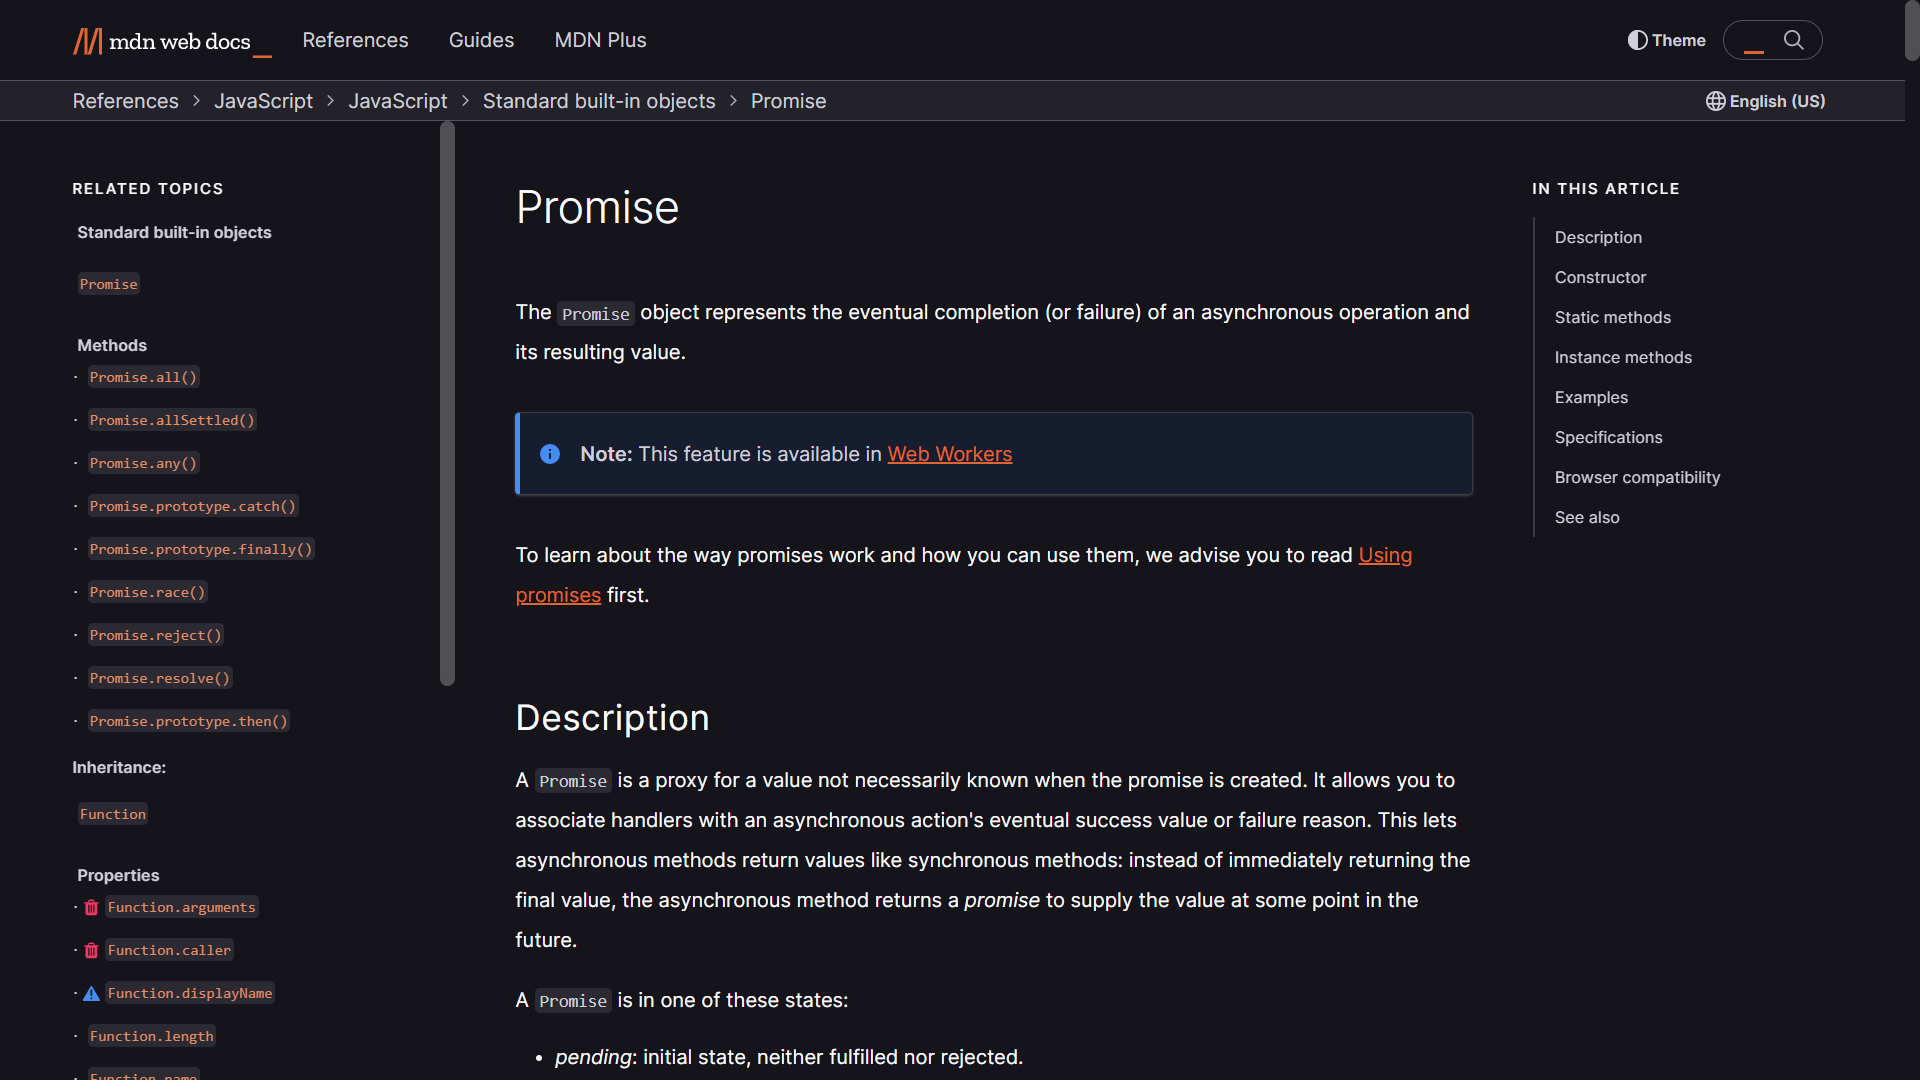 mdn web docs_
References
Guides
MDN Plus
Theme
References > JavaScript > JavaScript > Standard built-in objects > Promise
English (US)
RELATED TOPICS
Standard built-in objects
Promise
Methods
· Promise.all()
· Promise.allSettled()
· Promise.any()
· Promise.prototype.catch()
· Promise.prototype.finally()
· Promise.race()
· Promise.reject()
· Promise.resolve()
· Promise.prototype.then()
Inheritance:
Function
Properties
· Function.arguments
· Function.caller
· Function.displayName
· Function.length
· Function.name
Promise
The Promise object represents the eventual completion (or failure) of an asynchronous operation and
its resulting value.
Note: This feature is available in Web Workers
To learn about the way promises work and how you can use them, we advise you to read Using
promises first.
Description
A Promise is a proxy for a value not necessarily known when the promise is created. It allows you to
associate handlers with an asynchronous action's eventual success value or failure reason. This lets
asynchronous methods return values like synchronous methods: instead of immediately returning the
final value, the asynchronous method returns a promise to supply the value at some point in the
future.
A Promise is in one of these states:
• pending: initial state, neither fulfilled nor rejected.
IN THIS ARTICLE
Description
Constructor
Static methods
Instance methods
Examples
Specifications
Browser compatibility
See also